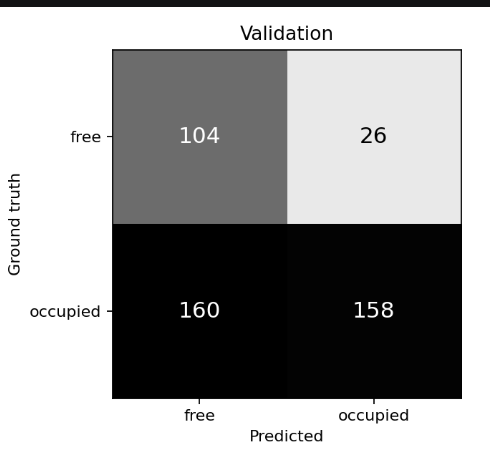 Validation
free
104
26
Ground truth
occupied
160
158
free
occupied
Predicted